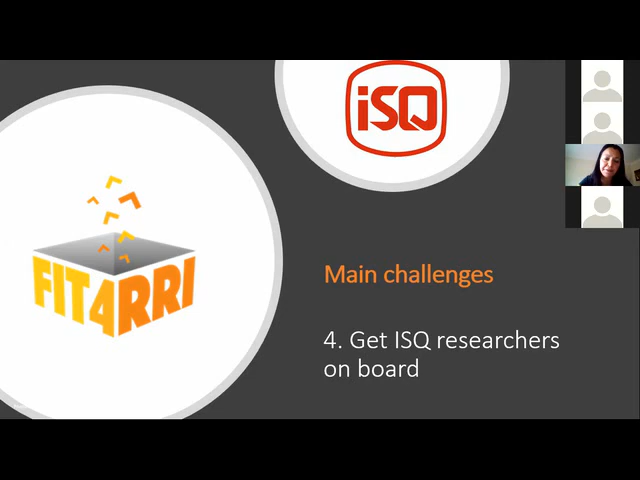 iSQ
FIT4RRI
Main challenges
4. Get ISQ researchers
on board